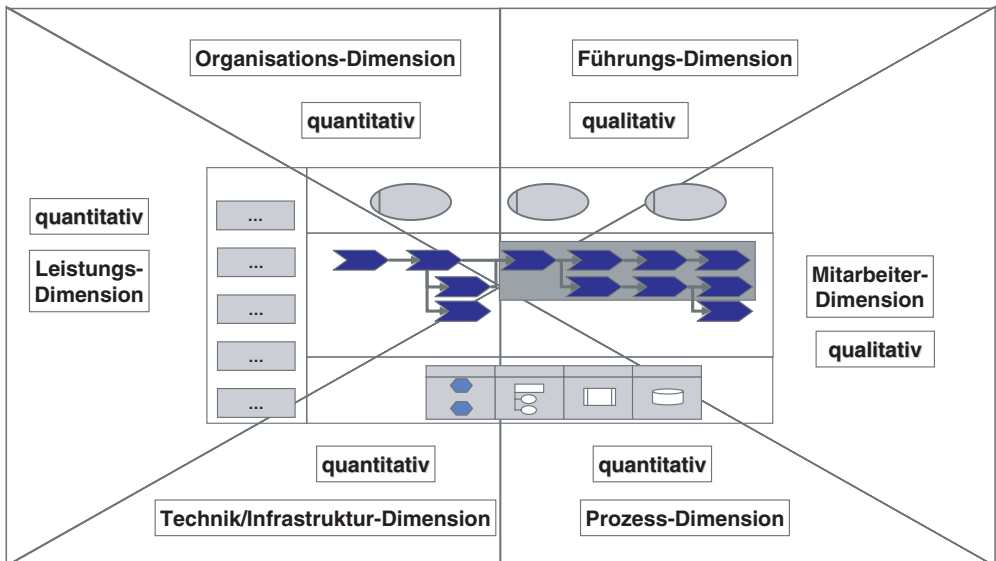 Organisations-Dimension
Führungs-Dimension
quantitativ
qualitativ
quantitativ
Leistungs-
Dimension
...
...
...
...
...
Mitarbeiter-
Dimension
qualitativ
quantitativ
quantitativ
Technik/Infrastruktur-Dimension
Prozess-Dimension